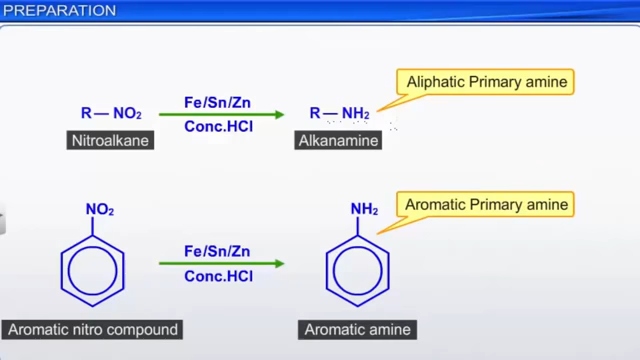 PREPARATION
Aliphatic Primary amine
R — NO₂
Fe/Sn/Zn
Conc.HCl
R — NH₂
Nitroalkane
Alkanamine
NO₂
NH₂
Aromatic Primary amine
Fe/Sn/Zn
Conc.HCl
Aromatic nitro compound
Aromatic amine